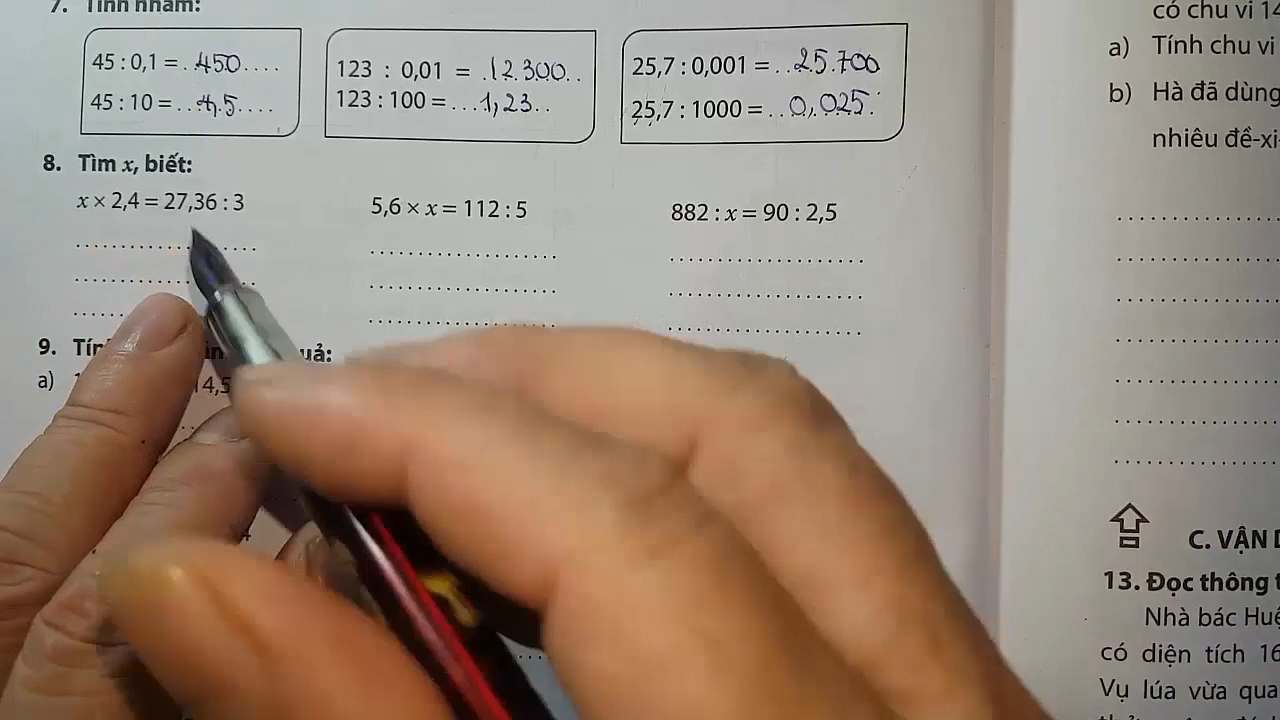 7. Tính nhẩm:
45 : 0,1 = ..450....
45 : 10 = ...4,5....
123 : 0,01 = .12.300..
123 : 100 = ....1,23..
25,7 : 0,001 = ..25.700
25,7 : 1000 = ..0,025.
8. Tìm x, biết:
x × 2,4 = 27,36 : 3
5,6 × x = 112 : 5
882 : x = 90 : 2,5
9.
a) 14,5
có chu vi 14
a) Tính chu vi
b) Hà đã dùng
nhiêu đề-xi
C. VẬN
13. Đọc thông
Nhà bác Huệ
có diện tích 16
Vụ lúa vừa qua